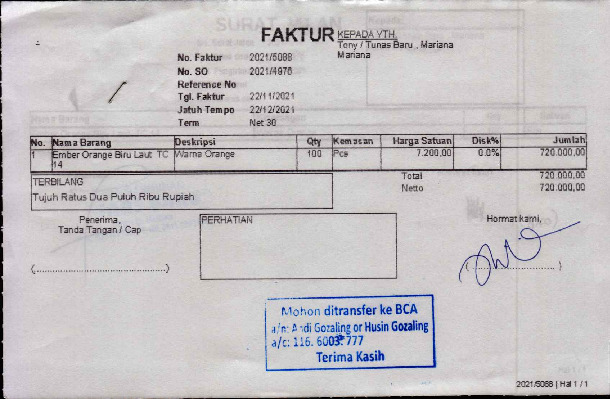 FAKTUR
KEPADA YTH.
Tony / Tunas Baru , Mariana
Mariana
No. Faktur 2021/5088
No. SO 2021/4876
Reference No
Tgl. Faktur 22/11/2021
Jatuh Tempo 22/12/2021
Term Net 30
No. Nama Barang Deskripsi Qty Kemasan Harga Satuan Disk% Jumlah
1 Ember Orange Biru Laut TC Warna Orange 100 Pcs 7.200,00 0.0% 720.000,00
14
TERBILANG
Total 720.000,00
Netto 720.000,00
Tujuh Ratus Dua Puluh Ribu Rupiah
Penerima,
Tanda Tangan / Cap
PERHATIAN
Hormat kami,
(..............................)
(..............................)
Mohon ditransfer ke BCA
a/n: Andi Gozaling or Husin Gozaling
a/c: 116. 6003.777
Terima Kasih
2021/5088 | Hal 1 / 1